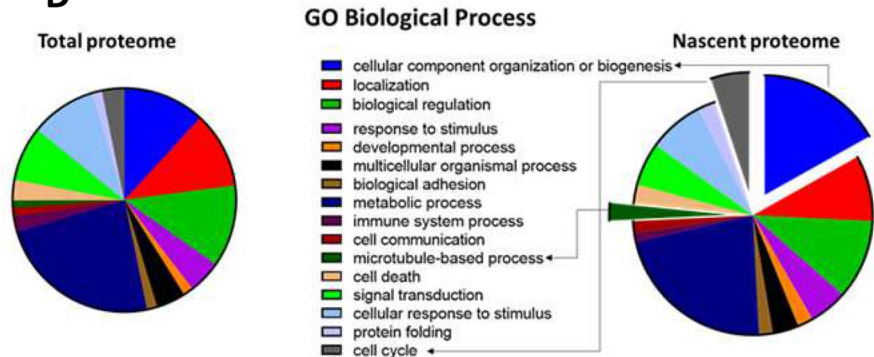 D
GO Biological Process
Total proteome
Nascent proteome
cellular component organization or biogenesis
localization
biological regulation
response to stimulus
developmental process
multicellular organismal process
biological adhesion
metabolic process
immune system process
cell communication
microtubule-based process
cell death
signal transduction
cellular response to stimulus
protein folding
cell cycle